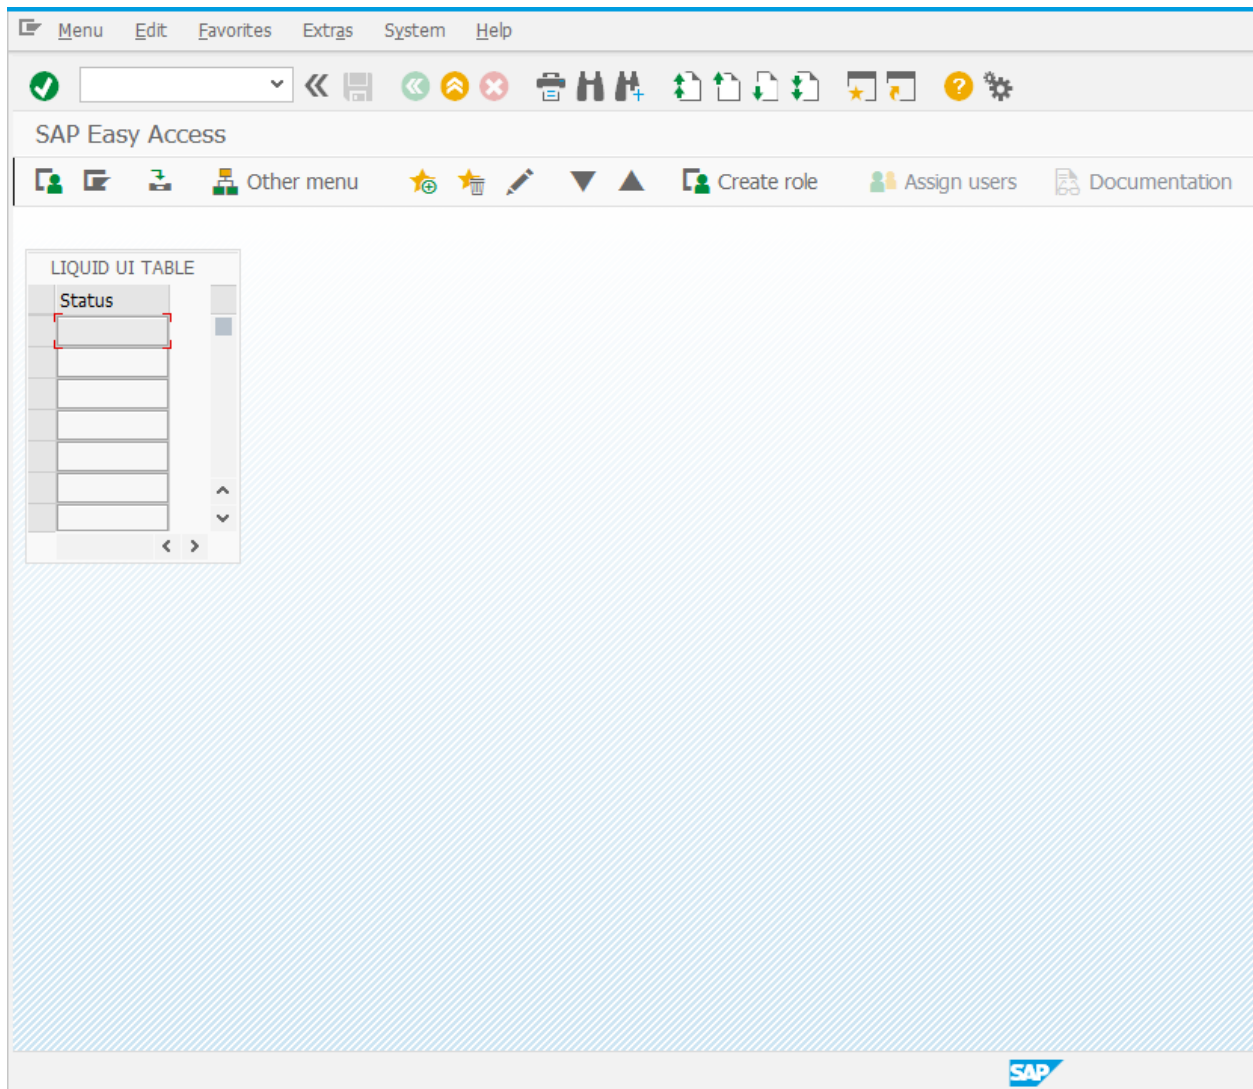 Menu Edit Favorites Extras System Help
SAP Easy Access
Other menu Create role Assign users Documentation
LIQUID UI TABLE
Status
SAP